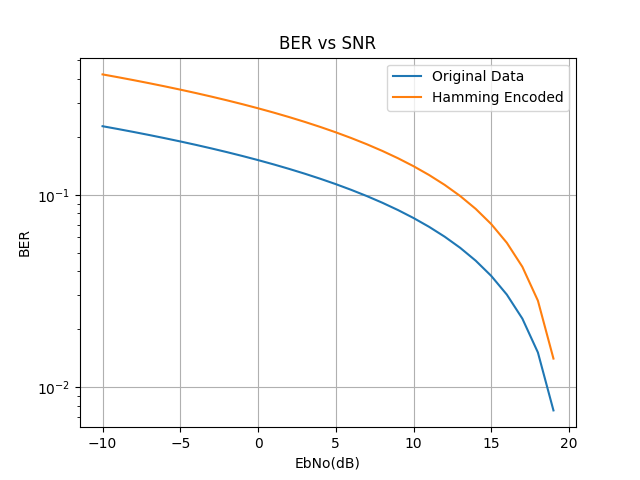 BER vs SNR
Original Data
Hamming Encoded
BER
10⁻¹
10⁻²
−10
−5
0
5
10
15
20
EbNo(dB)